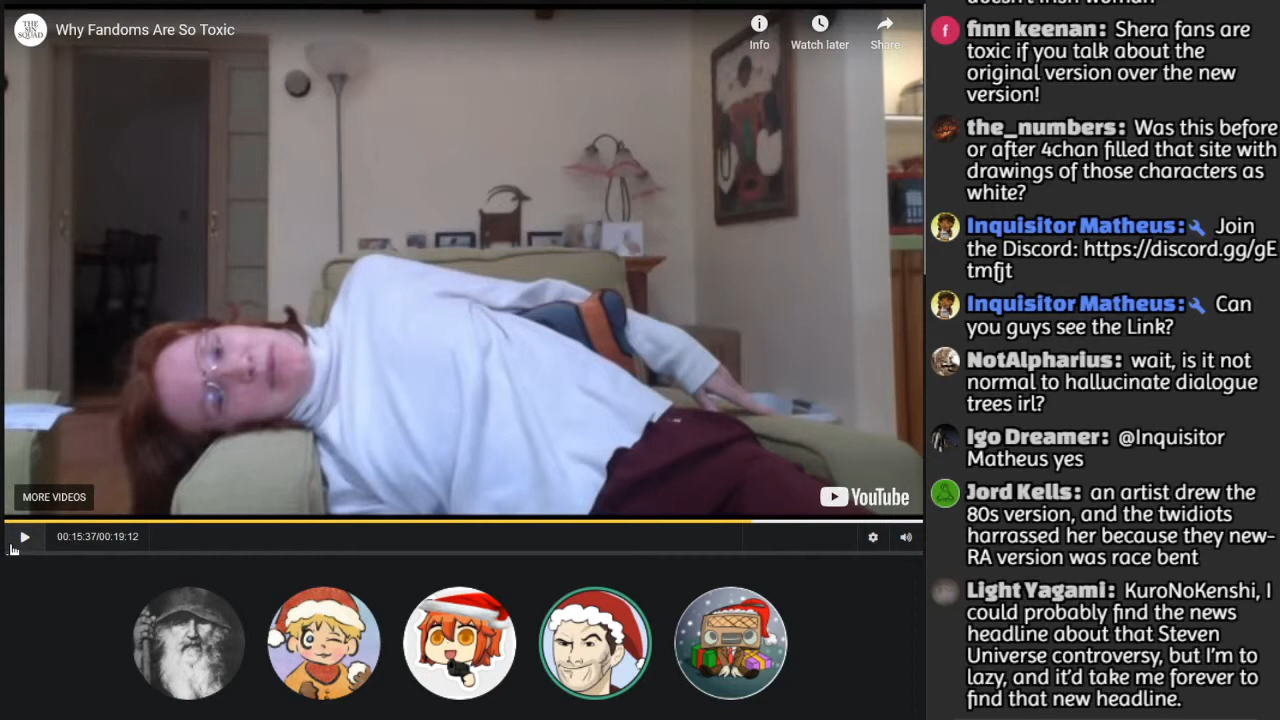 THE
SIN
SQUAD
Why Fandoms Are So Toxic
Info
Watch later
Share
MORE VIDEOS
YouTube
00:15:37/00:19:12
finn keenan: Shera fans are
toxic if you talk about the
original version over the new
version!
the_numbers: Was this before
or after 4chan filled that site with
drawings of those characters as
white?
Inquisitor Matheus: Join
the Discord: https://discord.gg/gE
tmfjt
Inquisitor Matheus: Can
you guys see the Link?
NotAlpharius: wait, is it not
normal to hallucinate dialogue
trees irl?
Igo Dreamer: @Inquisitor
Matheus yes
Jord Kells: an artist drew the
80s version, and the twidiots
harrassed her because they new-
RA version was race bent
Light Yagami: KuroNoKenshi, I
could probably find the news
headline about that Steven
Universe controversy, but I'm to
lazy, and it'd take me forever to
find that new headline.